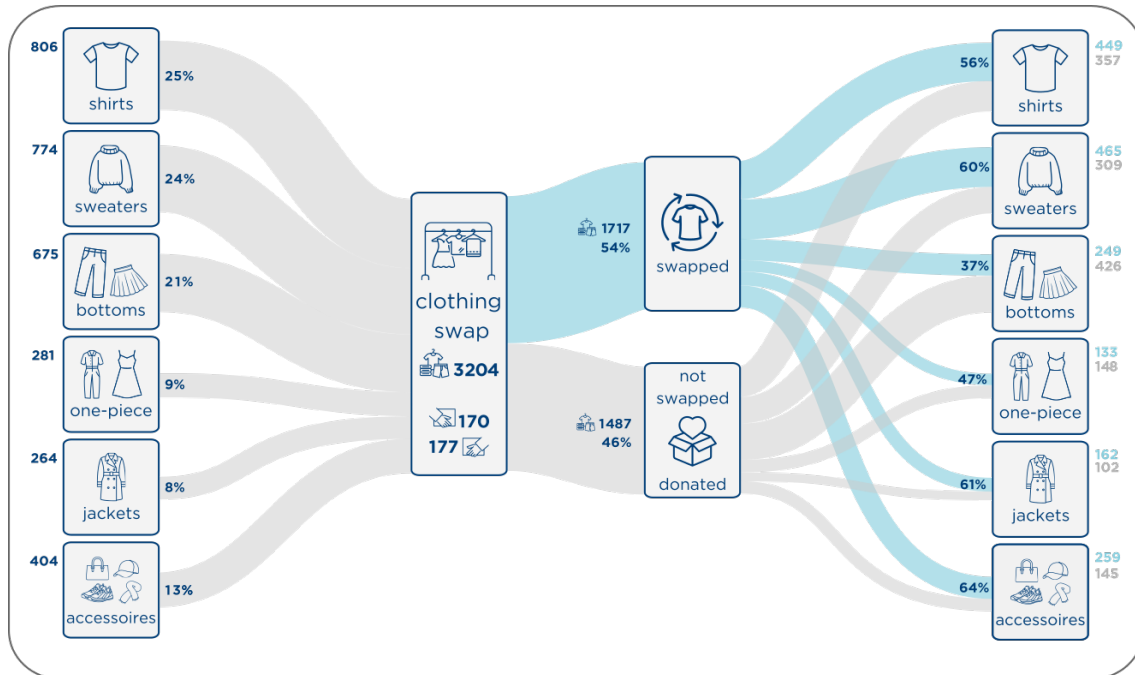 806
25%
shirts
774
24%
sweaters
675
21%
bottoms
281
9%
one-piece
264
8%
jackets
404
13%
accessoires
clothing
swap
3204
170
177
1717
54%
swapped
not
swapped
1487
46%
donated
449
357
56%
shirts
465
309
60%
sweaters
249
426
37%
bottoms
133
148
47%
one-piece
162
102
61%
jackets
259
145
64%
accessoires